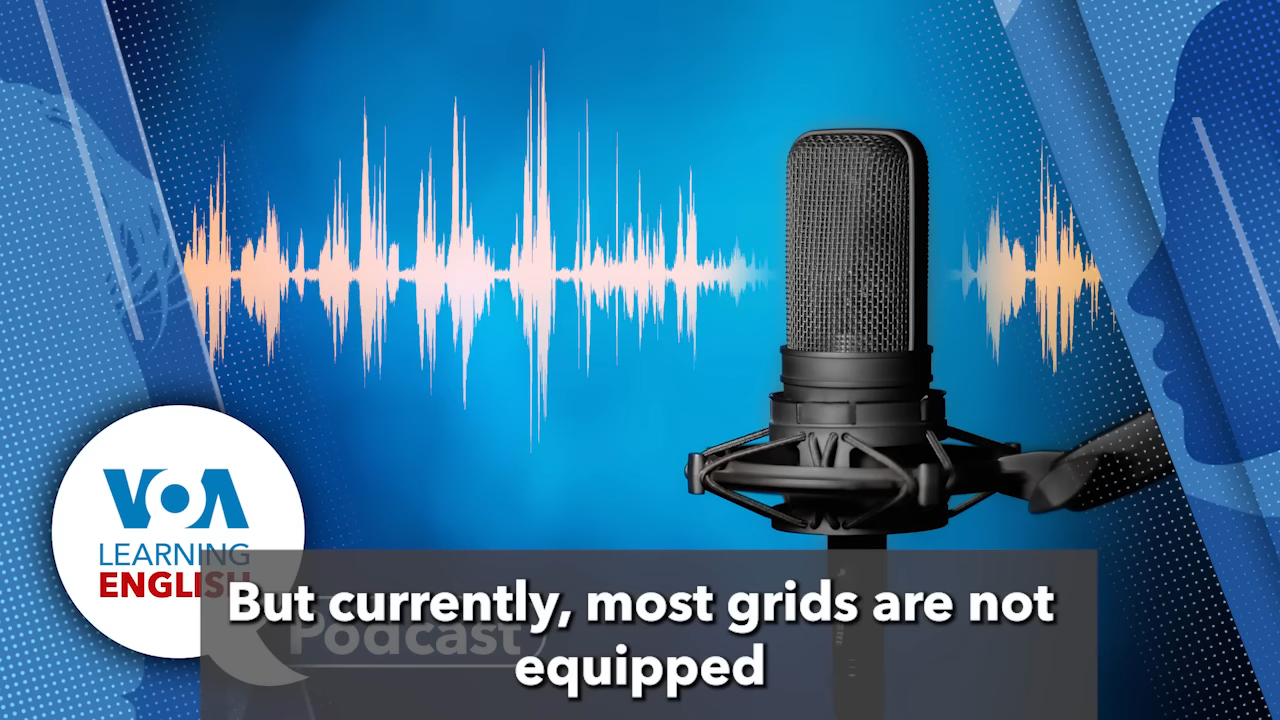 VOA
LEARNING
ENGLISH
Podcast
But currently, most grids are not
equipped